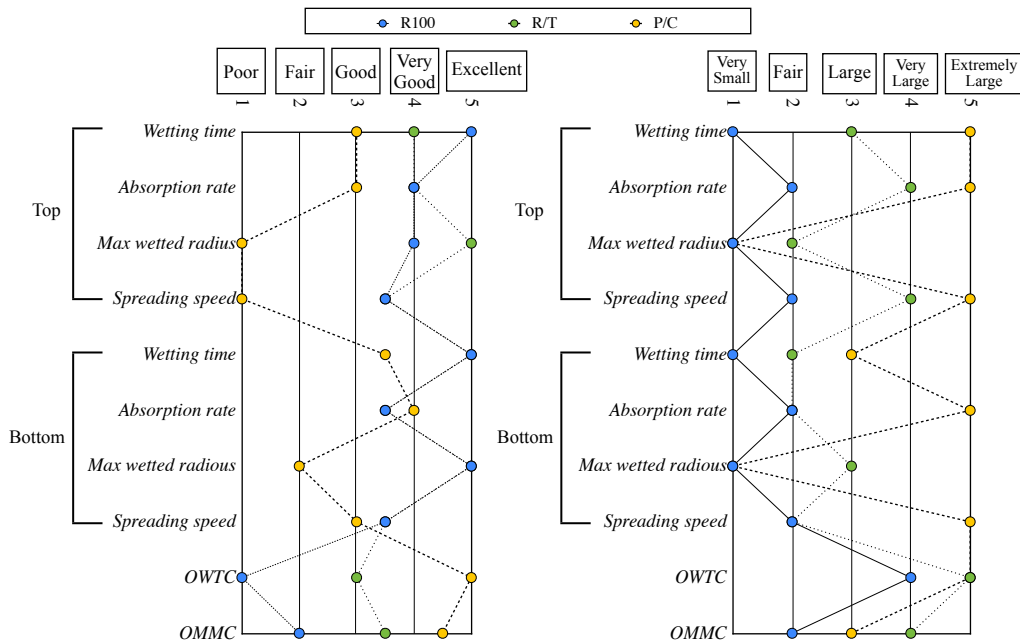 R100 R/T P/C
Poor Fair Good Very Good Excellent
1 2 3 4 5
Very Small Fair Large Very Large Extremely Large
1 2 3 4 5
Top
Wetting time
Absorption rate
Max wetted radius
Spreading speed
Bottom
Wetting time
Absorption rate
Max wetted radious
Spreading speed
OWTC
OMMC
Top
Wetting time
Absorption rate
Max wetted radius
Spreading speed
Bottom
Wetting time
Absorption rate
Max wetted radious
Spreading speed
OWTC
OMMC